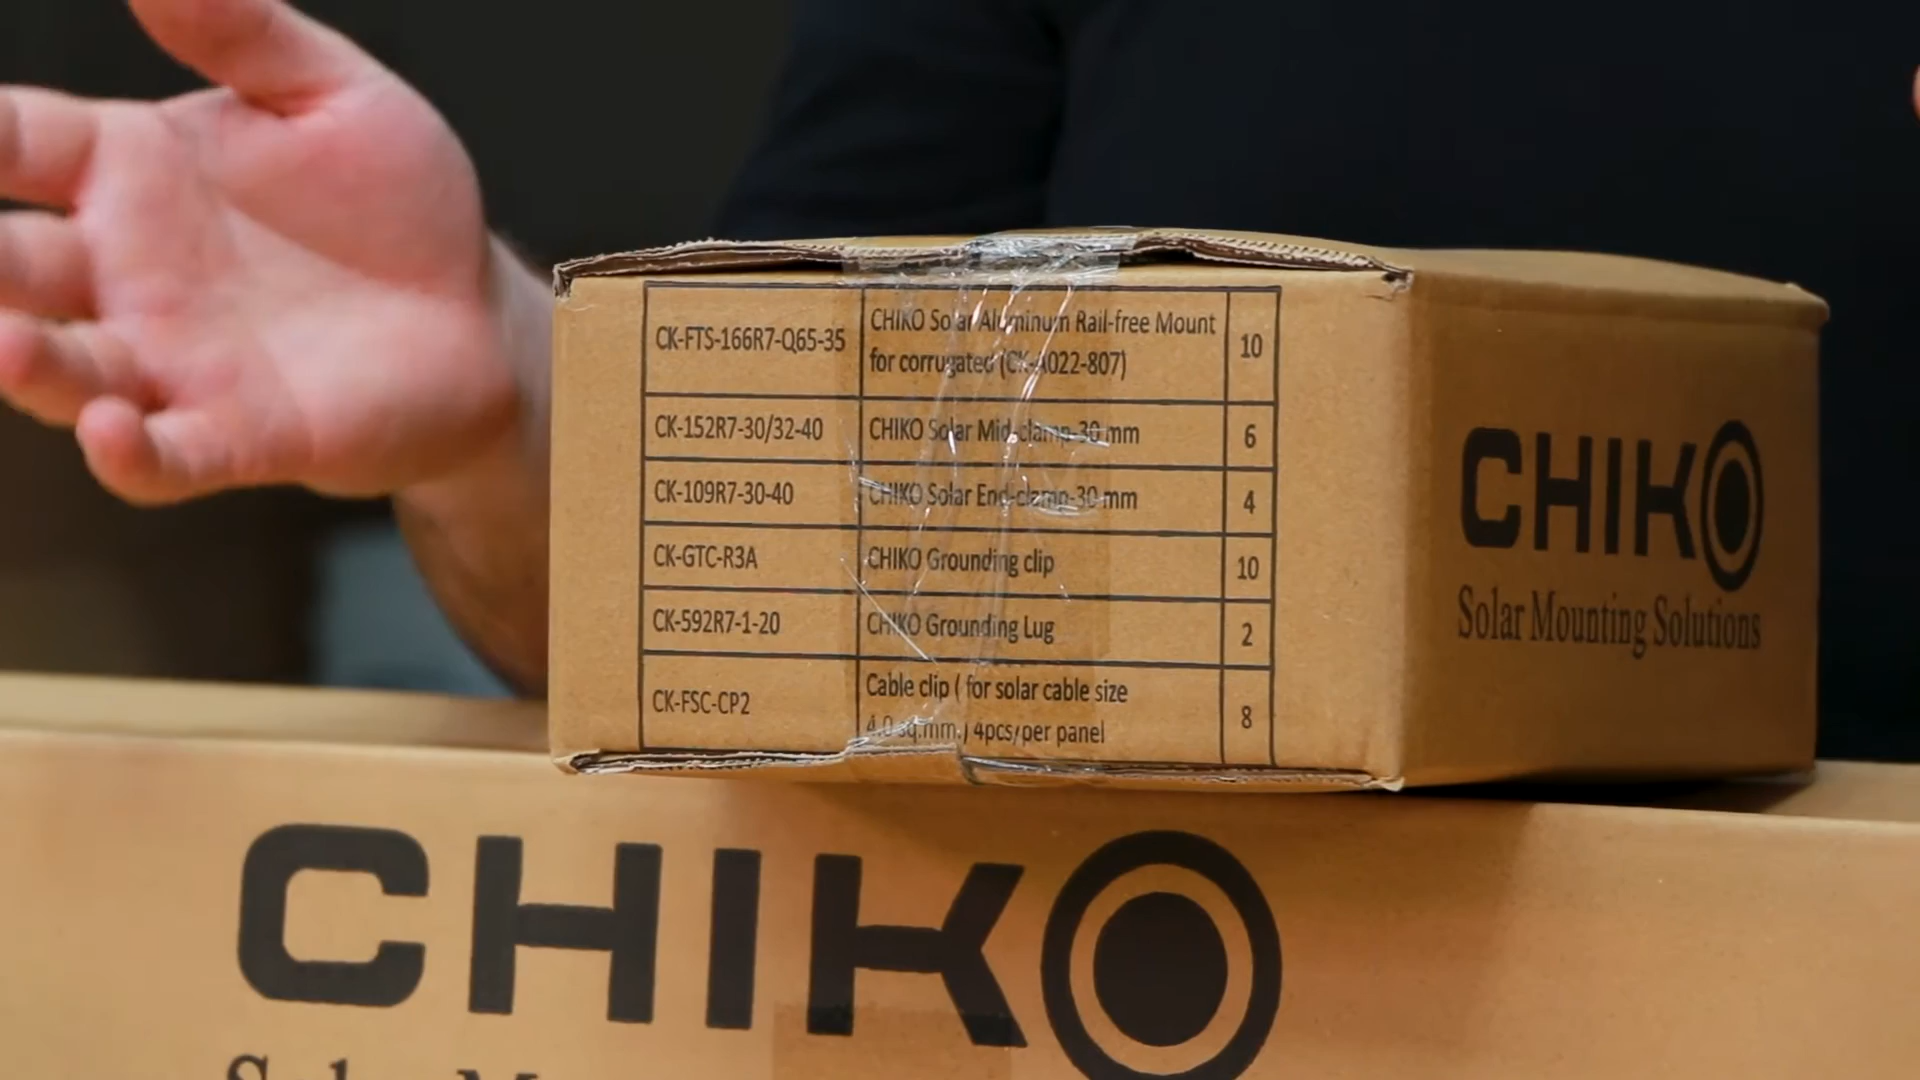 CK-FTS-166R7-Q65-35
CHIKO Solar Aluminum Rail-free Mount
for corrugated (CK-A022-807)
10
CK-152R7-30/32-40
CHIKO Solar Mid-clamp-30 mm
6
CK-109R7-30-40
CHIKO Solar End-clamp-30 mm
4
CK-GTC-R3A
CHIKO Grounding clip
10
CK-592R7-1-20
CHIKO Grounding Lug
2
CK-FSC-CP2
Cable clip ( for solar cable size
4.0 sq.mm.) 4pcs/per panel
8
CHIKO
Solar Mounting Solutions
CHIKO